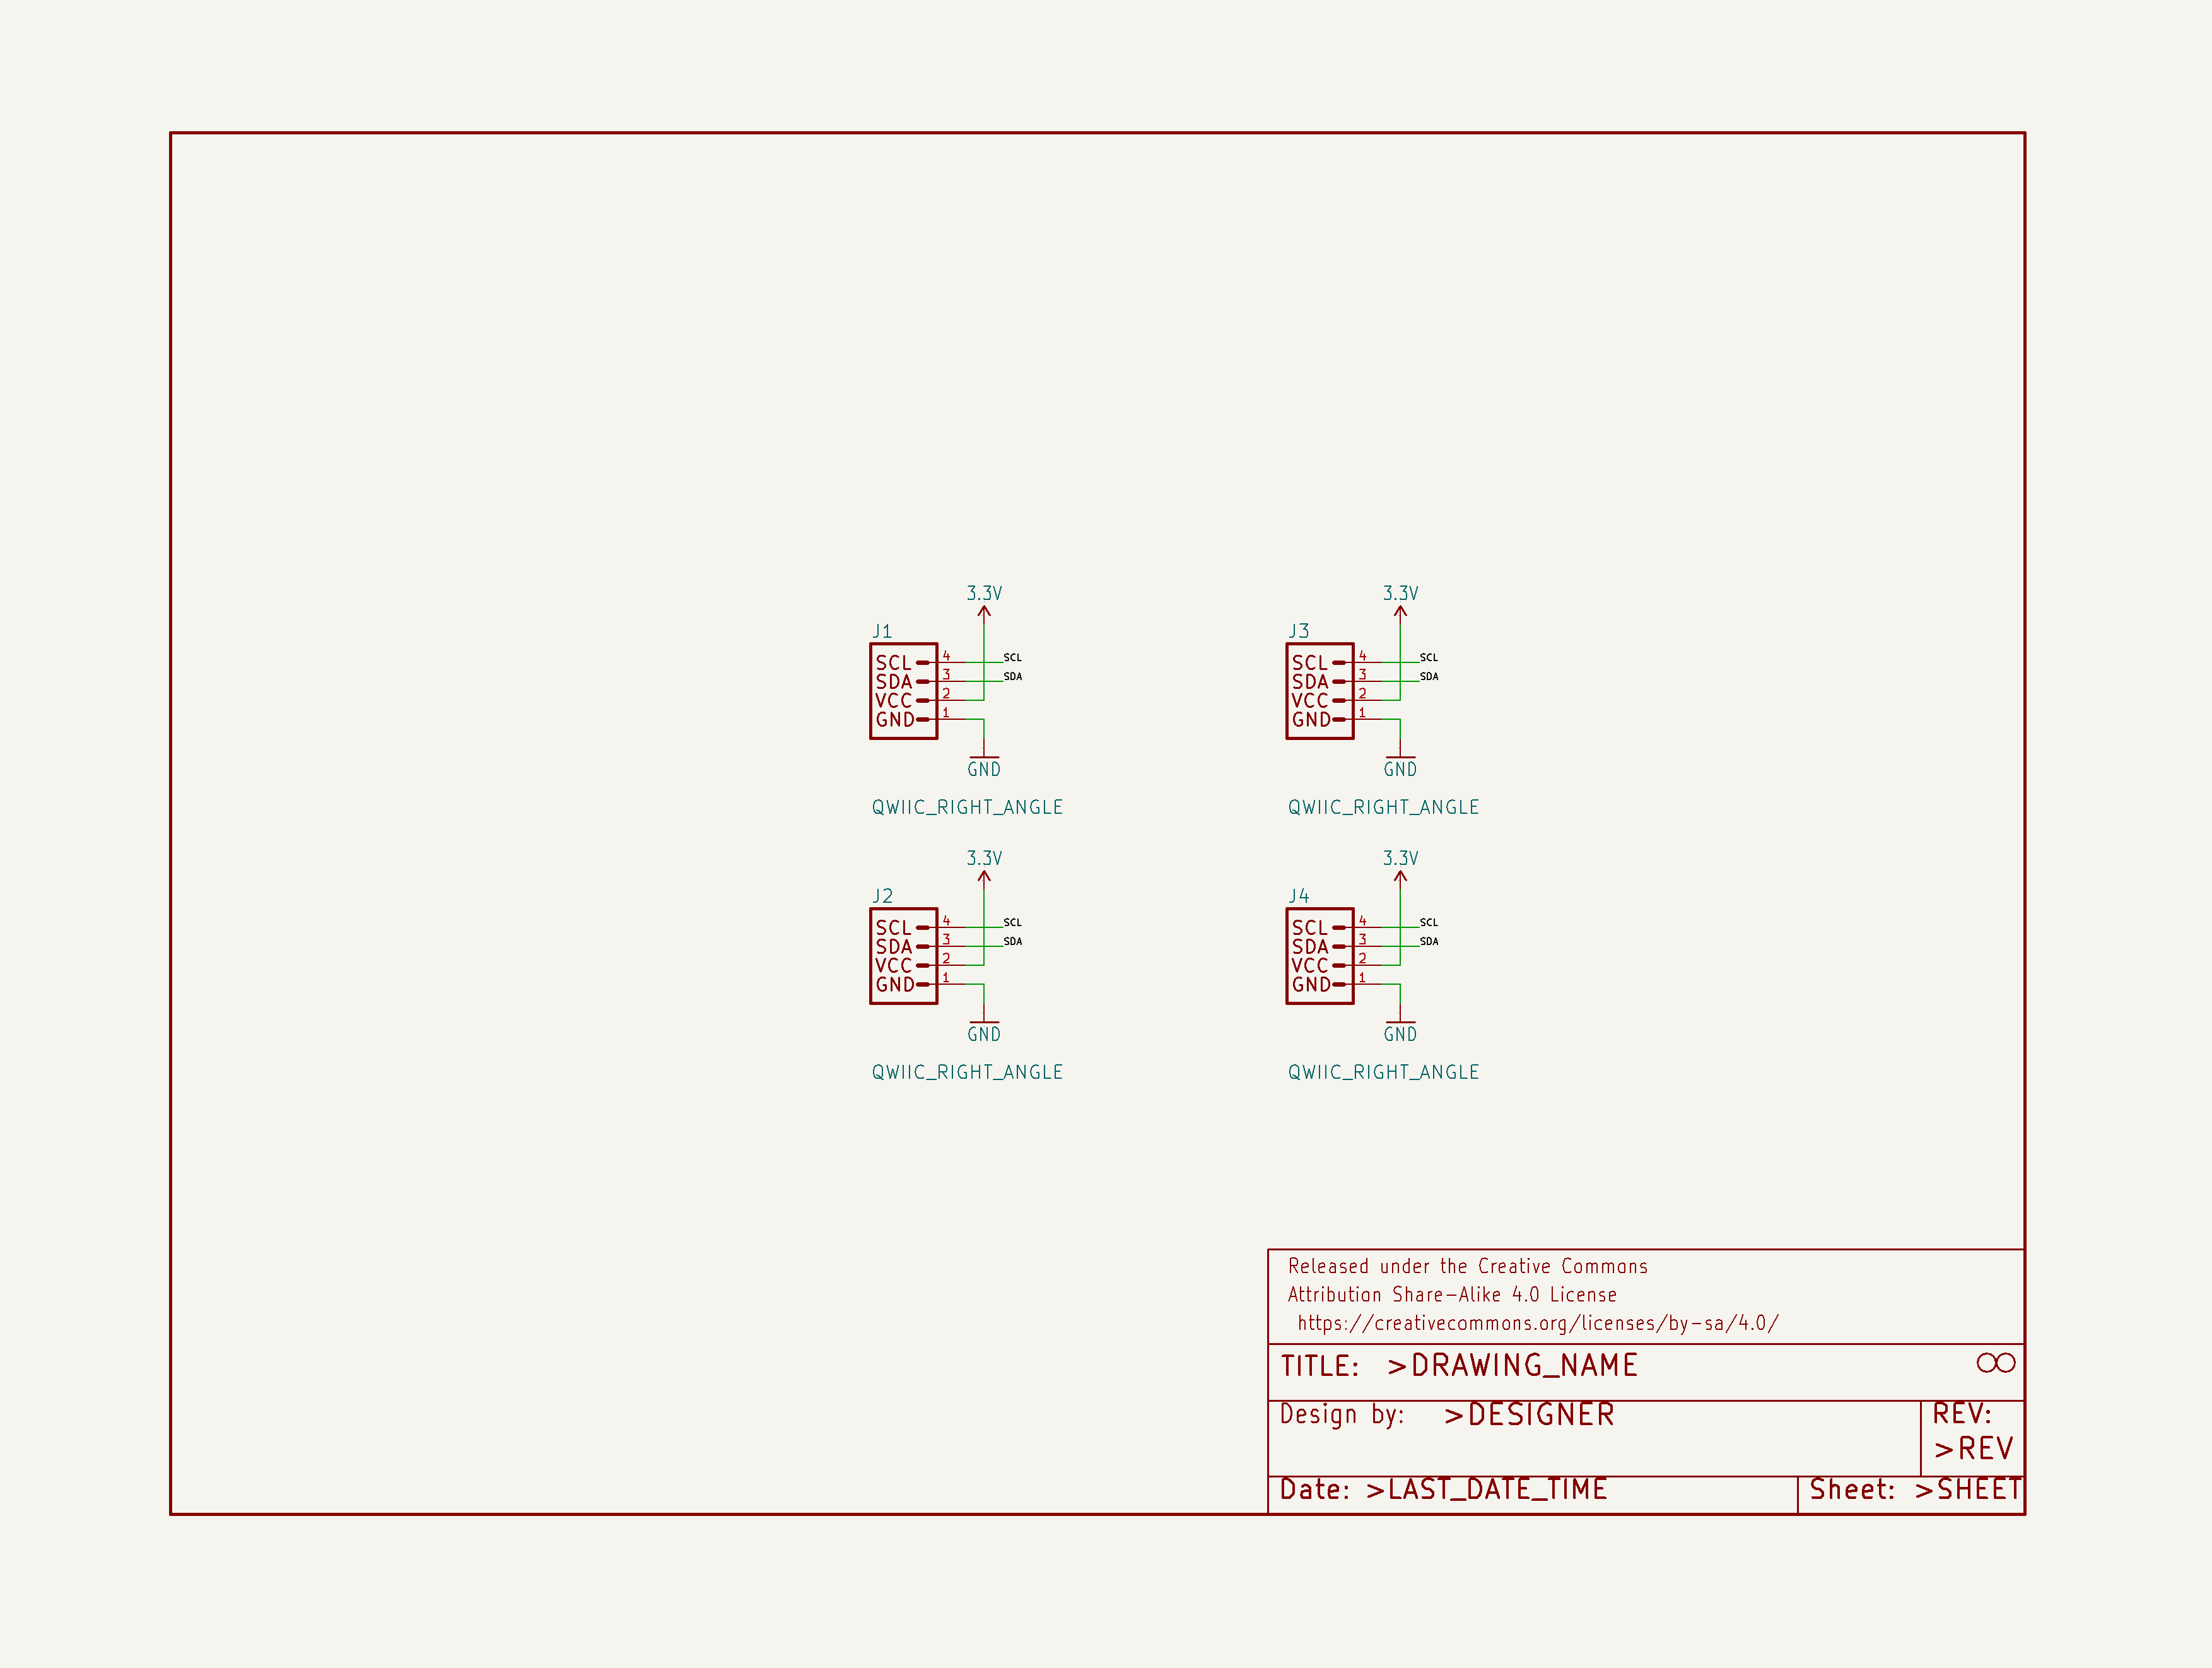 3.3V
J1
SCL 4 SCL
SDA 3 SDA
VCC 2
GND 1
GND
QWIIC_RIGHT_ANGLE
3.3V
J3
SCL 4 SCL
SDA 3 SDA
VCC 2
GND 1
GND
QWIIC_RIGHT_ANGLE
3.3V
J2
SCL 4 SCL
SDA 3 SDA
VCC 2
GND 1
GND
QWIIC_RIGHT_ANGLE
3.3V
J4
SCL 4 SCL
SDA 3 SDA
VCC 2
GND 1
GND
QWIIC_RIGHT_ANGLE
Released under the Creative Commons
Attribution Share-Alike 4.0 License
https://creativecommons.org/licenses/by-sa/4.0/
TITLE: >DRAWING_NAME
Design by: >DESIGNER
REV:
>REV
Date: >LAST_DATE_TIME
Sheet: >SHEET